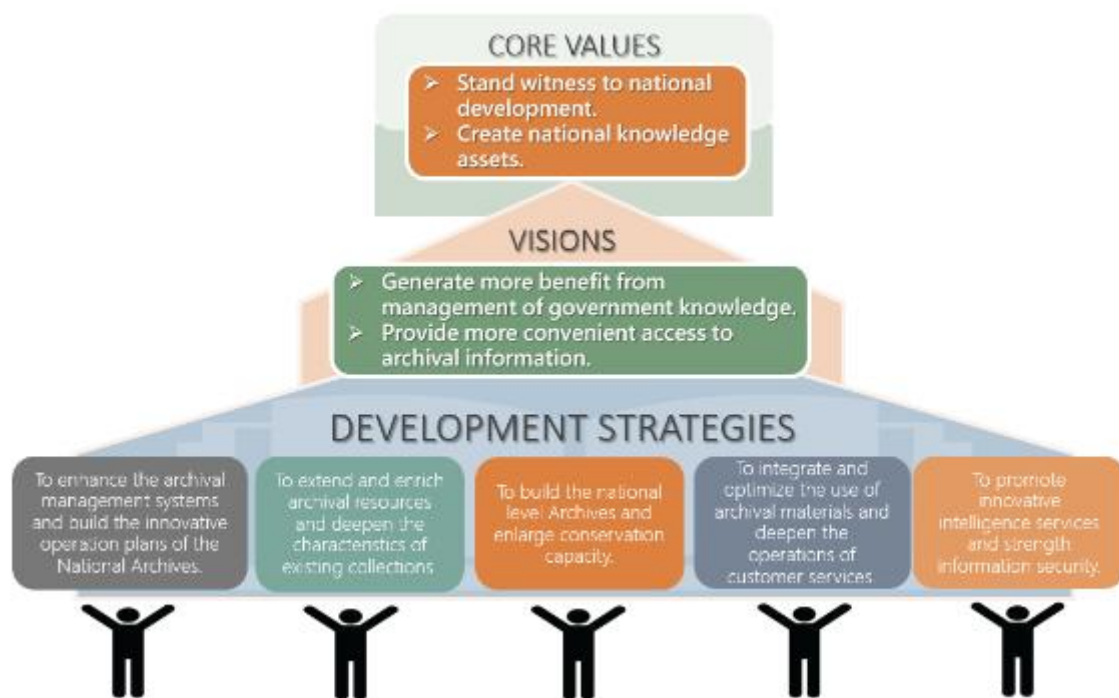 CORE VALUES
➢ Stand witness to national
development.
➢ Create national knowledge
assets.
VISIONS
➢ Generate more benefit from
management of government knowledge.
➢ Provide more convenient access to
archival information.
DEVELOPMENT STRATEGIES
To enhance the archival
management systems
and build the innovative
operation plans of the
National Archives.
To extend and enrich
archival resources
and deepen the
characteristics of
existing collections
To build the national
level Archives and
enlarge conservation
capacity.
To integrate and
optimize the use of
archival materials and
deepen the
operations of
customer services
To promote
innovative
intelligence services
and strength
information security.